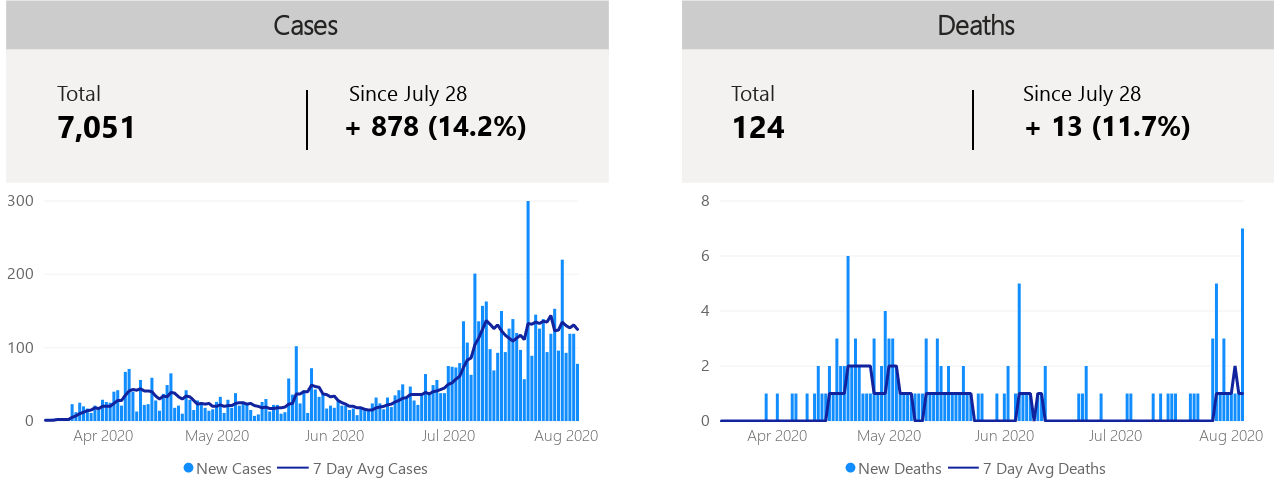 Cases
Total
7,051
Since July 28
+ 878 (14.2%)
300
200
100
0
Apr 2020
May 2020
Jun 2020
Jul 2020
Aug 2020
New Cases
7 Day Avg Cases
Deaths
Total
124
Since July 28
+ 13 (11.7%)
8
6
4
2
0
Apr 2020
May 2020
Jun 2020
Jul 2020
Aug 2020
New Deaths
7 Day Avg Deaths